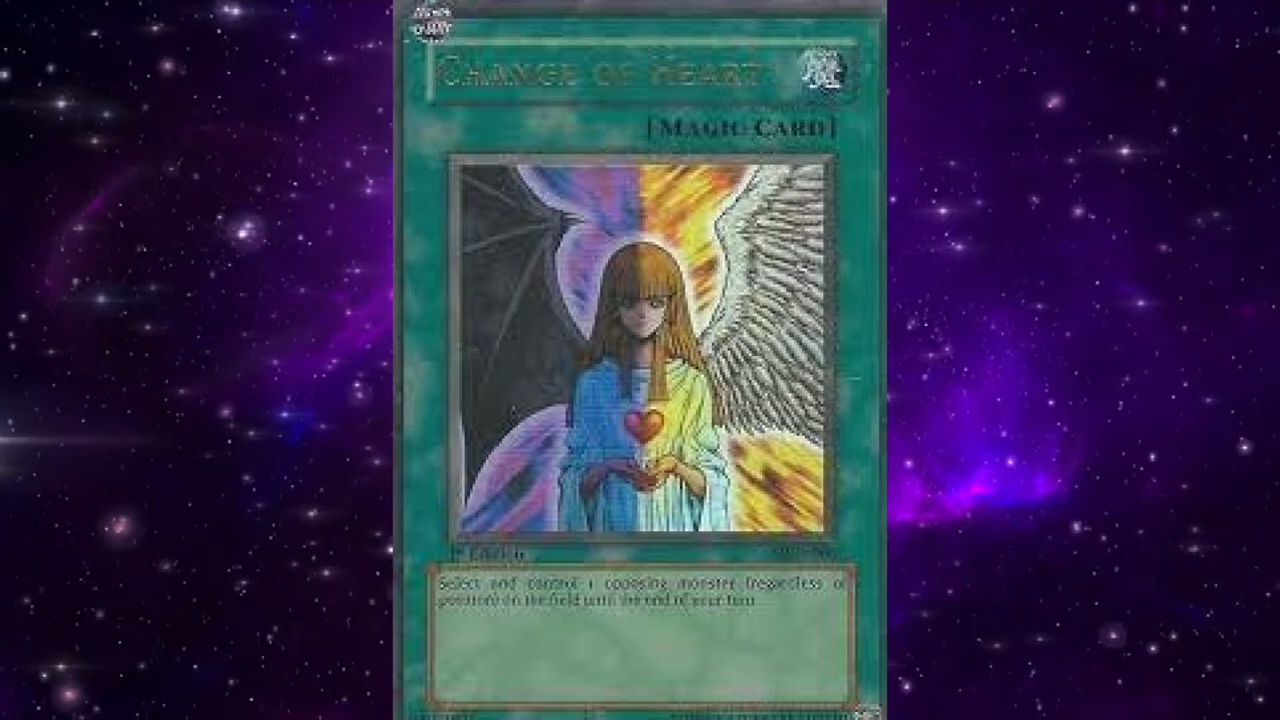 CHANGE OF HEART
[MAGIC CARD]
1st Edition
Select and control 1 opposing monster (regardless of
position) on the field until the end of your turn